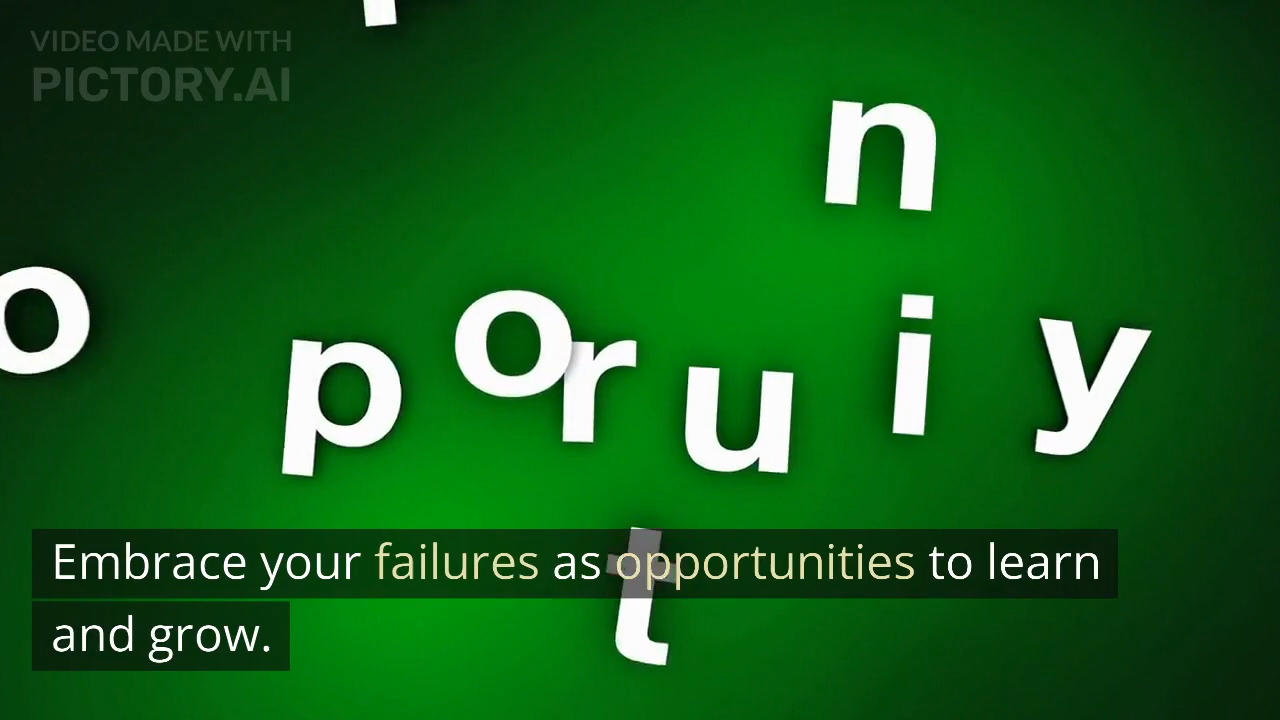 VIDEO MADE WITH
PICTORY.AI
n
o p o r u i y
t
Embrace your failures as opportunities to learn
and grow.